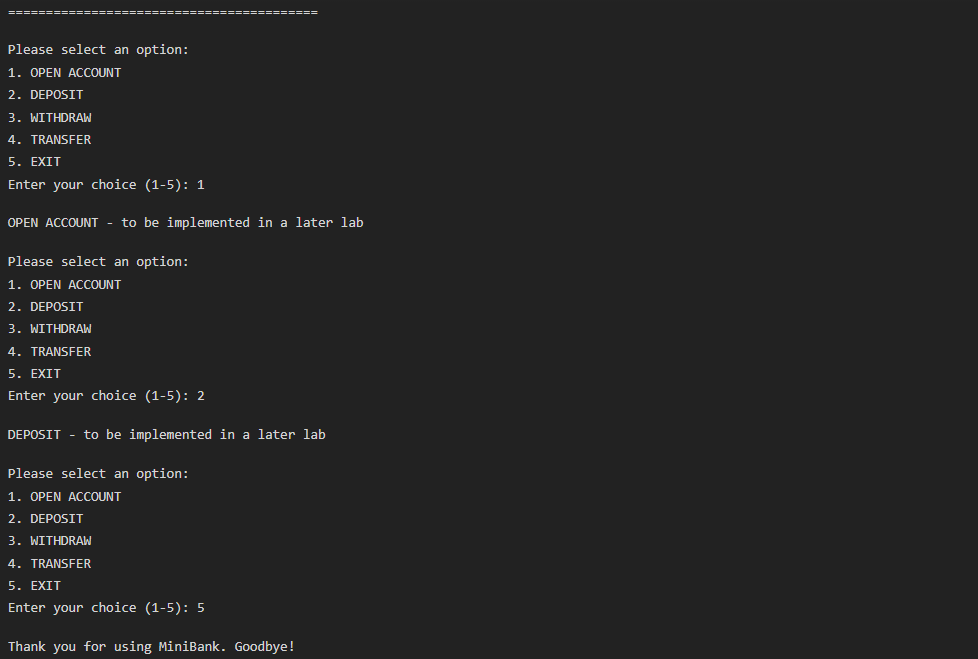 =========================================
Please select an option:
1. OPEN ACCOUNT
2. DEPOSIT
3. WITHDRAW
4. TRANSFER
5. EXIT
Enter your choice (1-5): 1
OPEN ACCOUNT - to be implemented in a later lab
Please select an option:
1. OPEN ACCOUNT
2. DEPOSIT
3. WITHDRAW
4. TRANSFER
5. EXIT
Enter your choice (1-5): 2
DEPOSIT - to be implemented in a later lab
Please select an option:
1. OPEN ACCOUNT
2. DEPOSIT
3. WITHDRAW
4. TRANSFER
5. EXIT
Enter your choice (1-5): 5
Thank you for using MiniBank. Goodbye!